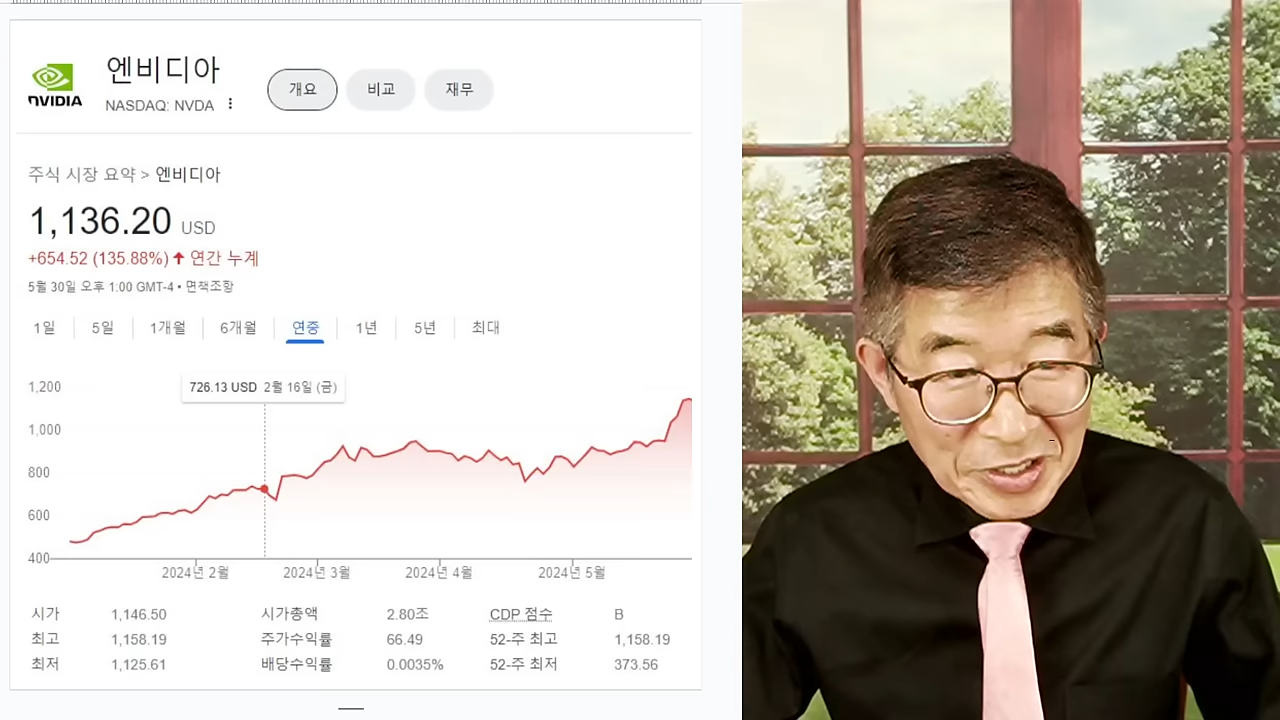 엔비디아
NVIDIA
NASDAQ: NVDA
개요 비교 재무
주식 시장 요약 > 엔비디아
1,136.20 USD
+654.52 (135.88%) ↑ 연간 누계
5월 30일 오후 1:00 GMT-4 • 면책조항
1일 5일 1개월 6개월 연중 1년 5년 최대
726.13 USD 2월 16일 (금)
1,200
1,000
800
600
400
2024년 2월 2024년 3월 2024년 4월 2024년 5월
시가 1,146.50 시가총액 2.80조 CDP 점수 B
최고 1,158.19 주가수익률 66.49 52-주 최고 1,158.19
최저 1,125.61 배당수익률 0.0035% 52-주 최저 373.56